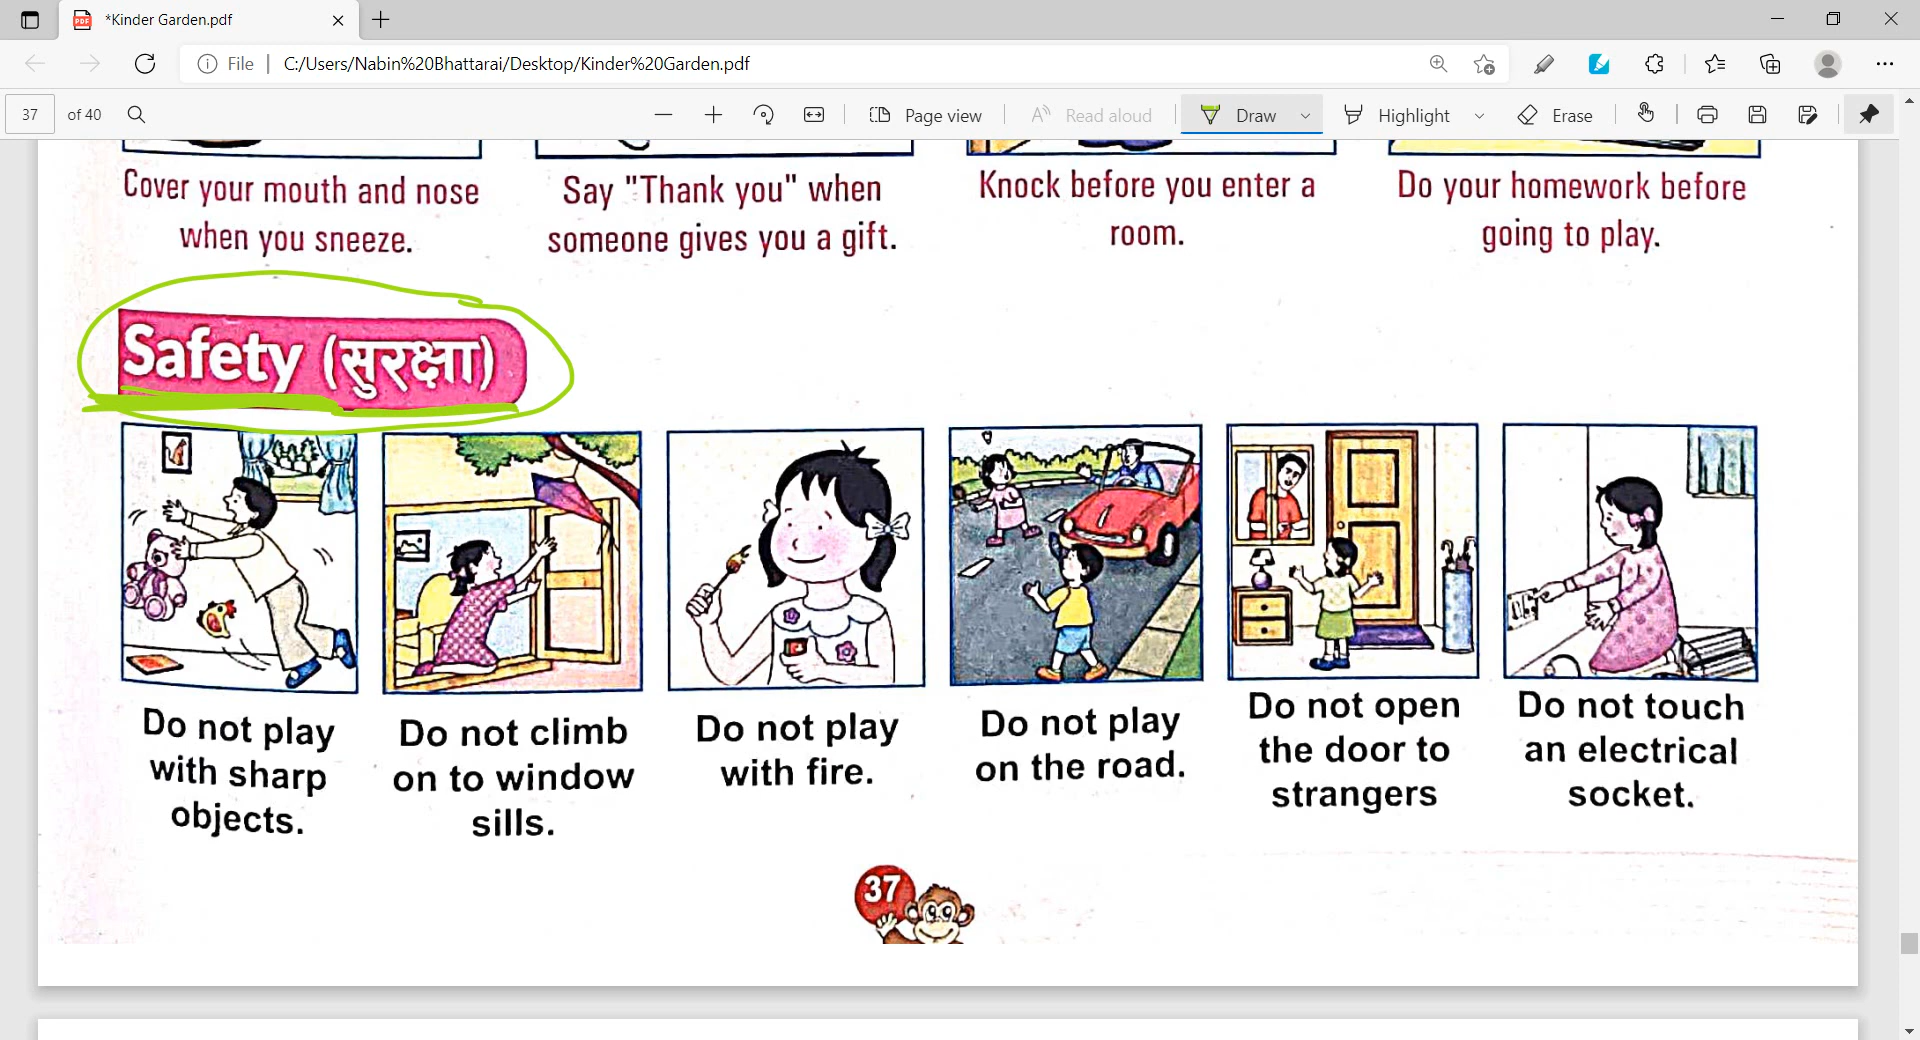 *Kinder Garden.pdf
File | C:/Users/Nabin%20Bhattarai/Desktop/Kinder%20Garden.pdf
37 of 40 Page view Read aloud Draw Highlight Erase
Cover your mouth and nose
when you sneeze.
Say "Thank you" when
someone gives you a gift.
Knock before you enter a
room.
Do your homework before
going to play.
Safety (सुरक्षा)
Do not play
with sharp
objects.
Do not climb
on to window
sills.
Do not play
with fire.
Do not play
on the road.
Do not open
the door to
strangers
Do not touch
an electrical
socket.
37